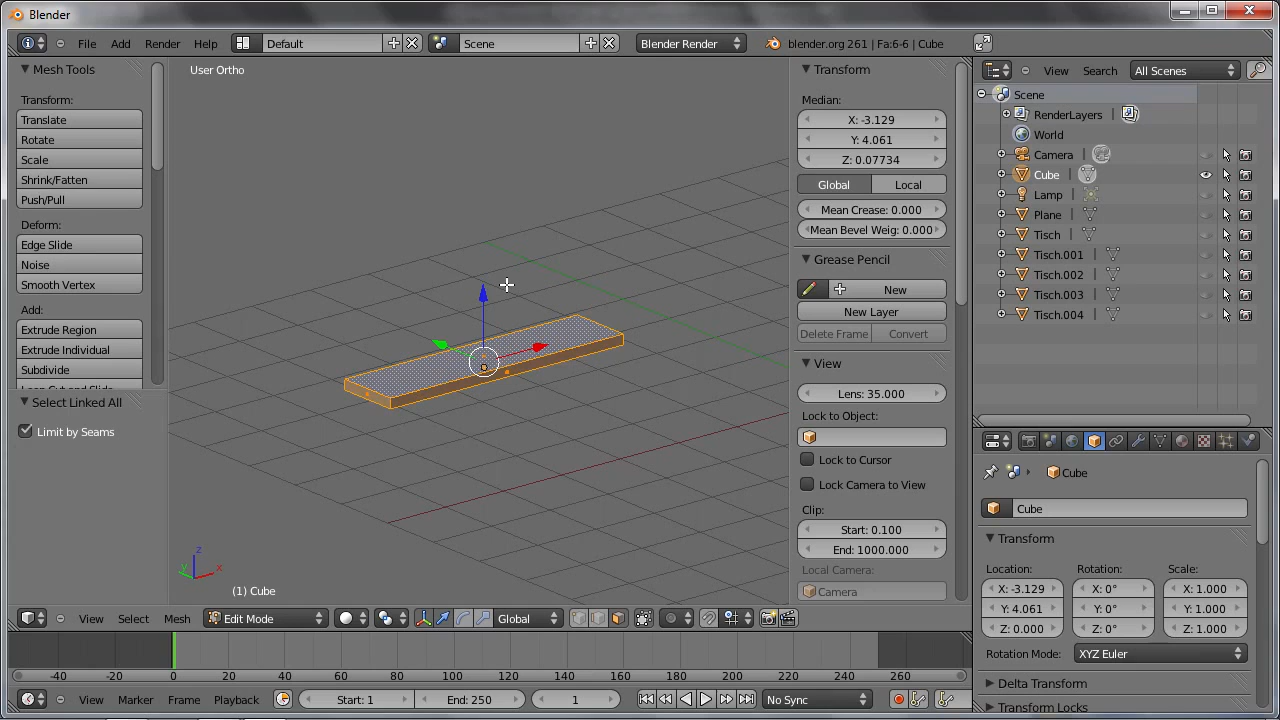 Blender
File Add Render Help Default Scene Blender Render blender.org 261 | Fa:6-6 | Cube
Mesh Tools
Transform:
Translate
Rotate
Scale
Shrink/Fatten
Push/Pull
Deform:
Edge Slide
Noise
Smooth Vertex
Add:
Extrude Region
Extrude Individual
Subdivide
Loop Cut and Slide
Select Linked All
Limit by Seams
User Ortho
z
y
x
(1) Cube
Transform
Median:
X: -3.129
Y: 4.061
Z: 0.07734
Global Local
Mean Crease: 0.000
Mean Bevel Weig: 0.000
Grease Pencil
New
New Layer
Delete Frame Convert
View
Lens: 35.000
Lock to Object:
Lock to Cursor
Lock Camera to View
Clip:
Start: 0.100
End: 1000.000
Local Camera:
Camera
View Search All Scenes
Scene
RenderLayers |
World
Camera |
Cube |
Lamp |
Plane |
Tisch |
Tisch.001 |
Tisch.002 |
Tisch.003 |
Tisch.004 |
Cube
Cube
Transform
Location: Rotation: Scale:
X: -3.129 X: 0° X: 1.000
Y: 4.061 Y: 0° Y: 1.000
Z: 0.000 Z: 0° Z: 1.000
Rotation Mode: XYZ Euler
Delta Transform
Transform Locks
View Select Mesh Edit Mode Global
-40 -20 0 20 40 60 80 100 120 140 160 180 200 220 240 260
View Marker Frame Playback Start: 1 End: 250 1 No Sync